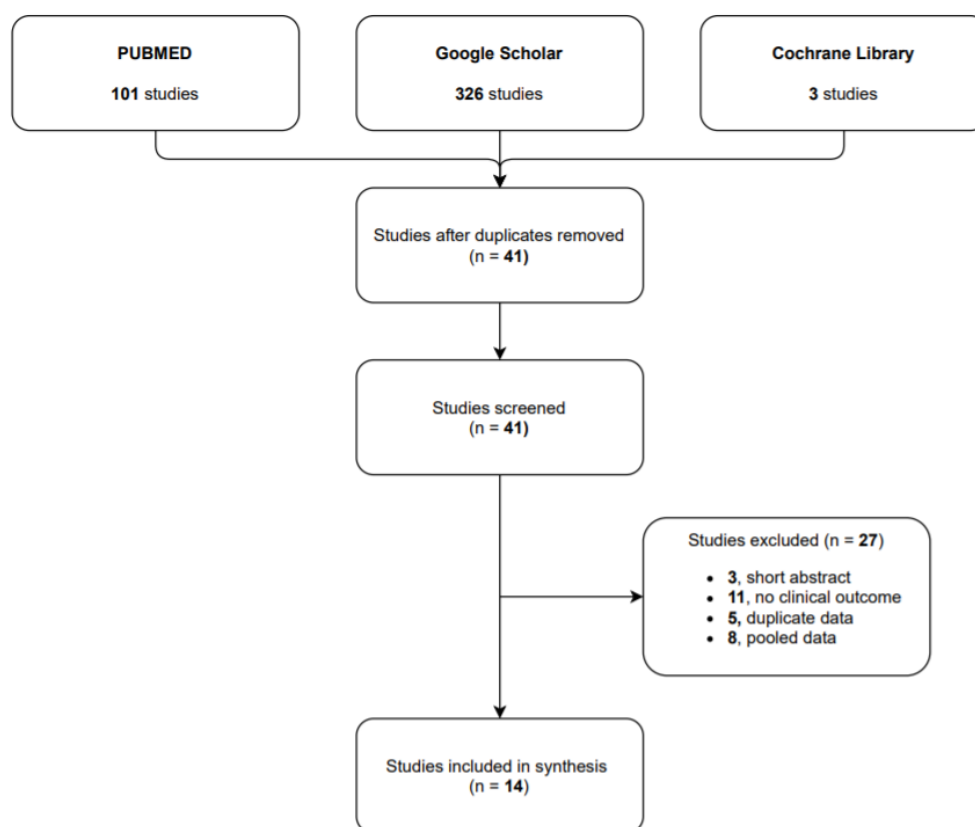 PUBMED
101 studies
Google Scholar
326 studies
Cochrane Library
3 studies
Studies after duplicates removed
(n = 41)
Studies screened
(n = 41)
Studies excluded (n = 27)
• 3, short abstract
• 11, no clinical outcome
• 5, duplicate data
• 8, pooled data
Studies included in synthesis
(n = 14)